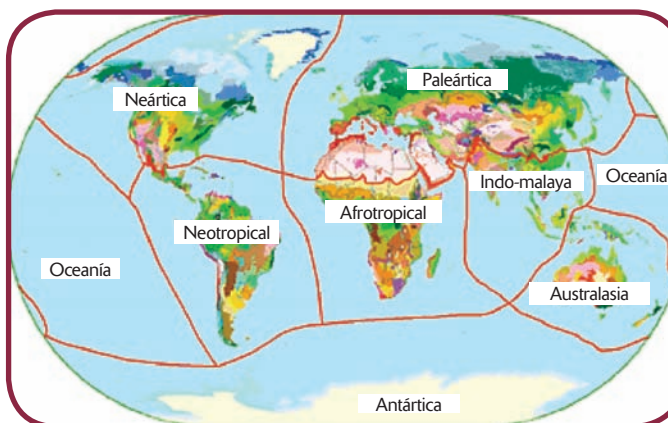 Paleártica
Neártica
Indo-malaya
Oceanía
Afrotropical
Neotropical
Oceanía
Australasia
Antártica